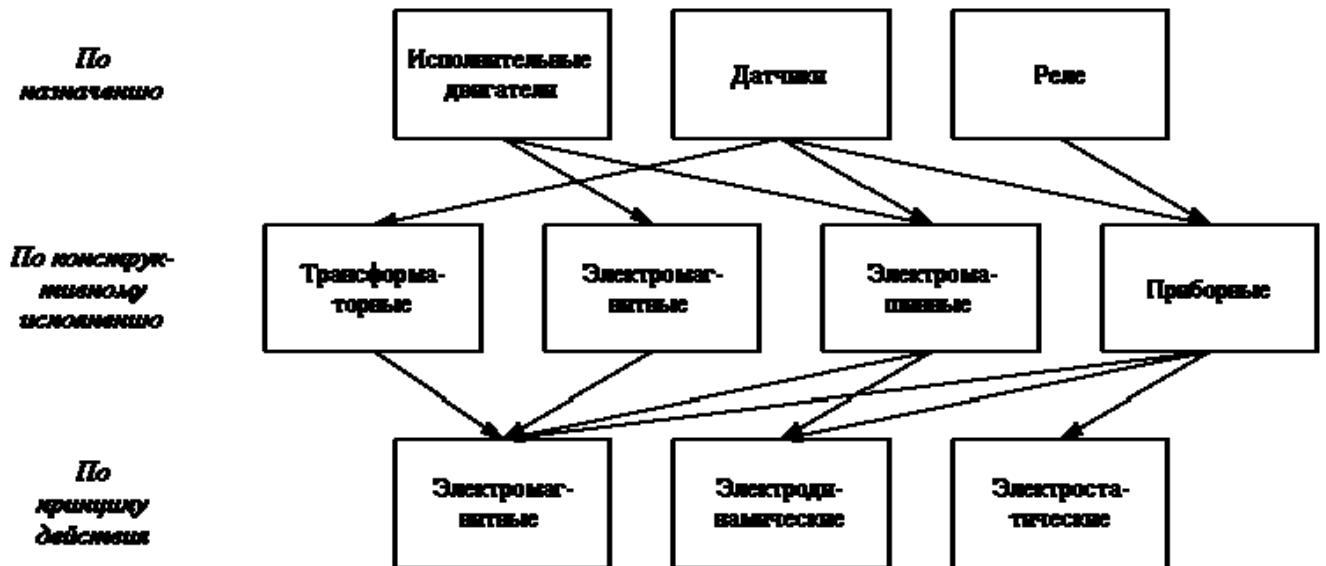 По
назначению
Исполнительные
двигатели
Датчики
Реле
По конструк-
тивному
исполнению
Трансформа-
торные
Электромаг-
нитные
Электрома-
шинные
Приборные
По
принципу
действия
Электромаг-
нитные
Электроди-
намические
Электроста-
тические